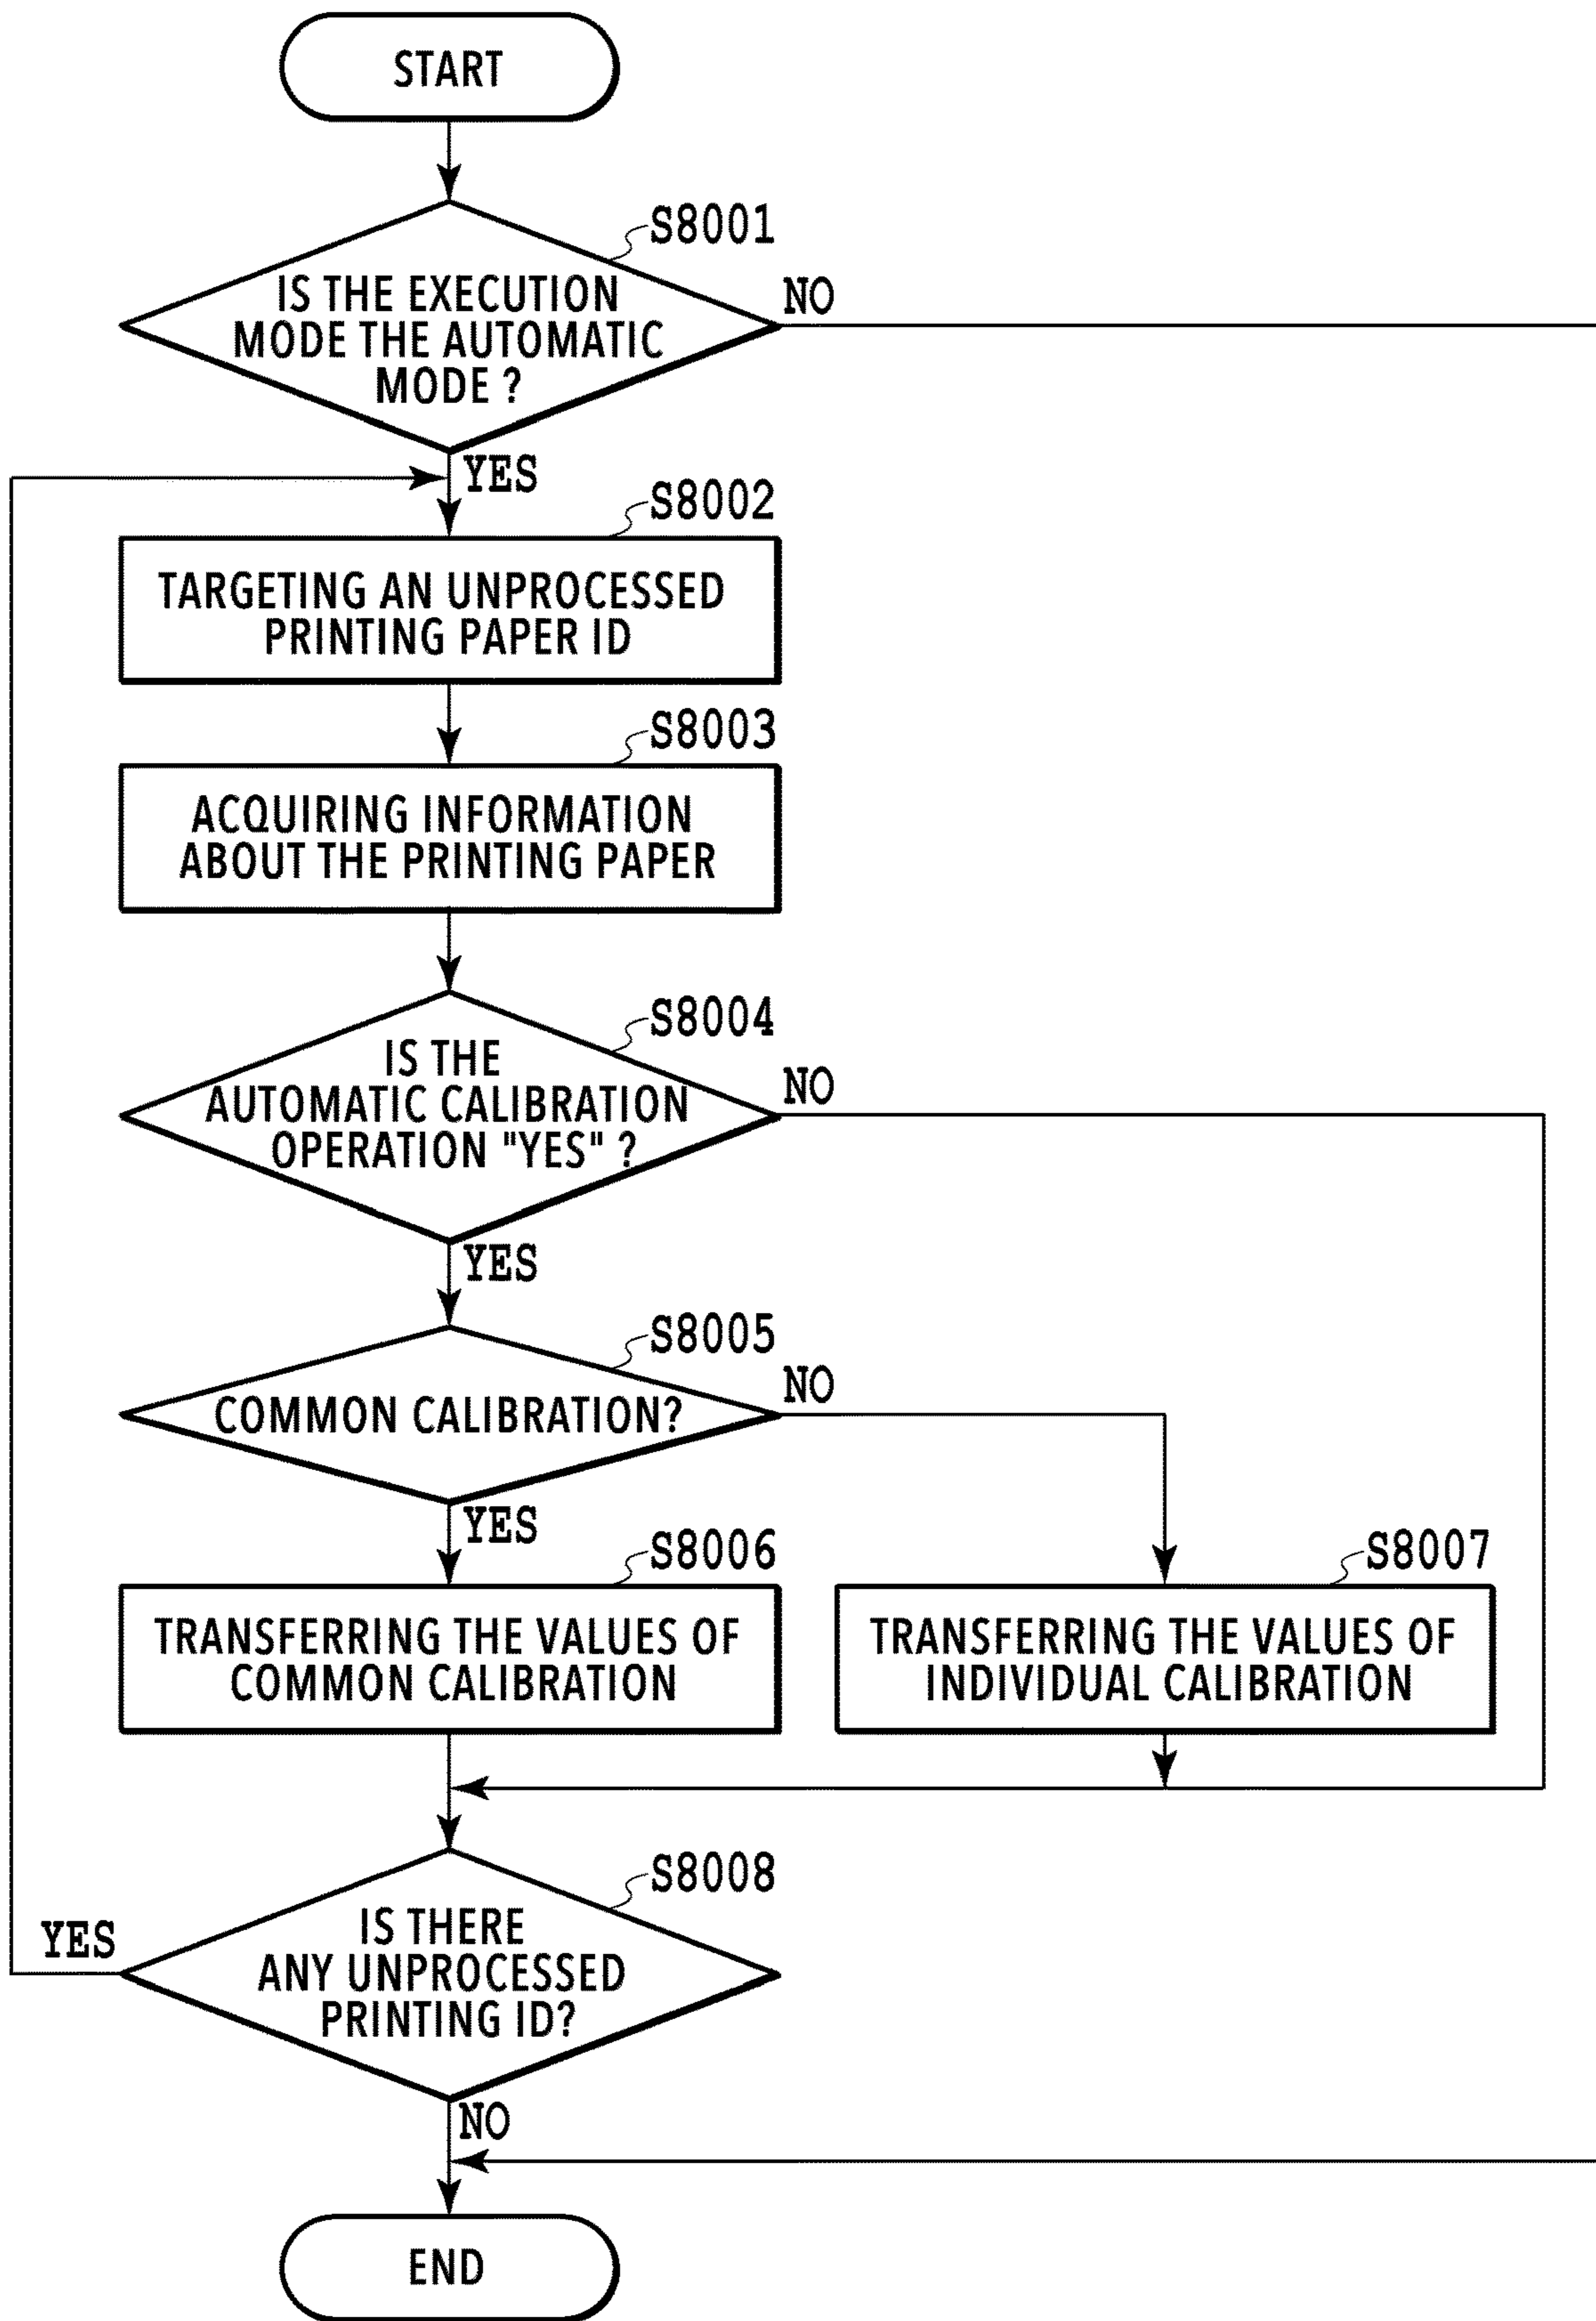 START
S8001
IS THE EXECUTION
MODE THE AUTOMATIC
MODE ?
NO
YES
S8002
TARGETING AN UNPROCESSED
PRINTING PAPER ID
S8003
ACQUIRING INFORMATION
ABOUT THE PRINTING PAPER
S8004
IS THE
AUTOMATIC CALIBRATION
OPERATION "YES" ?
NO
YES
S8005
COMMON CALIBRATION?
NO
YES
S8006
TRANSFERRING THE VALUES OF
COMMON CALIBRATION
S8007
TRANSFERRING THE VALUES OF
INDIVIDUAL CALIBRATION
S8008
IS THERE
ANY UNPROCESSED
PRINTING ID?
YES
NO
END